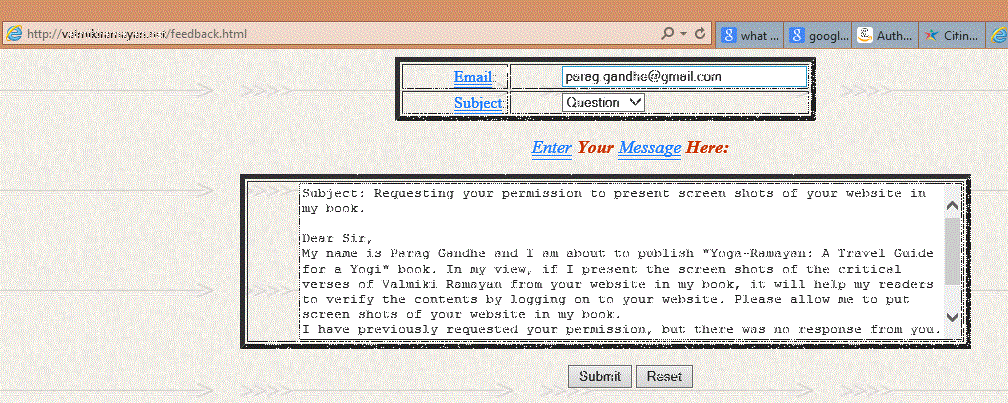 http://valmikiramayan.net/feedback.html
what ...
googl...
Auth...
Citin...
Email:
parag.gandhe@gmail.com
Subject:
Question
Enter Your Message Here:
Subject: Requesting your permission to present screen shots of your website in
my book.
Dear Sir,
My name is Parag Gandhe and I am about to publish "Yoga-Ramayan: A Travel Guide
for a Yogi" book. In my view, if I present the screen shots of the critical
verses of Valmiki Ramayan from your website in my book, it will help my readers
to verify the contents by logging on to your website. Please allow me to put
screen shots of your website in my book.
I have previously requested your permission, but there was no response from you.
Submit
Reset